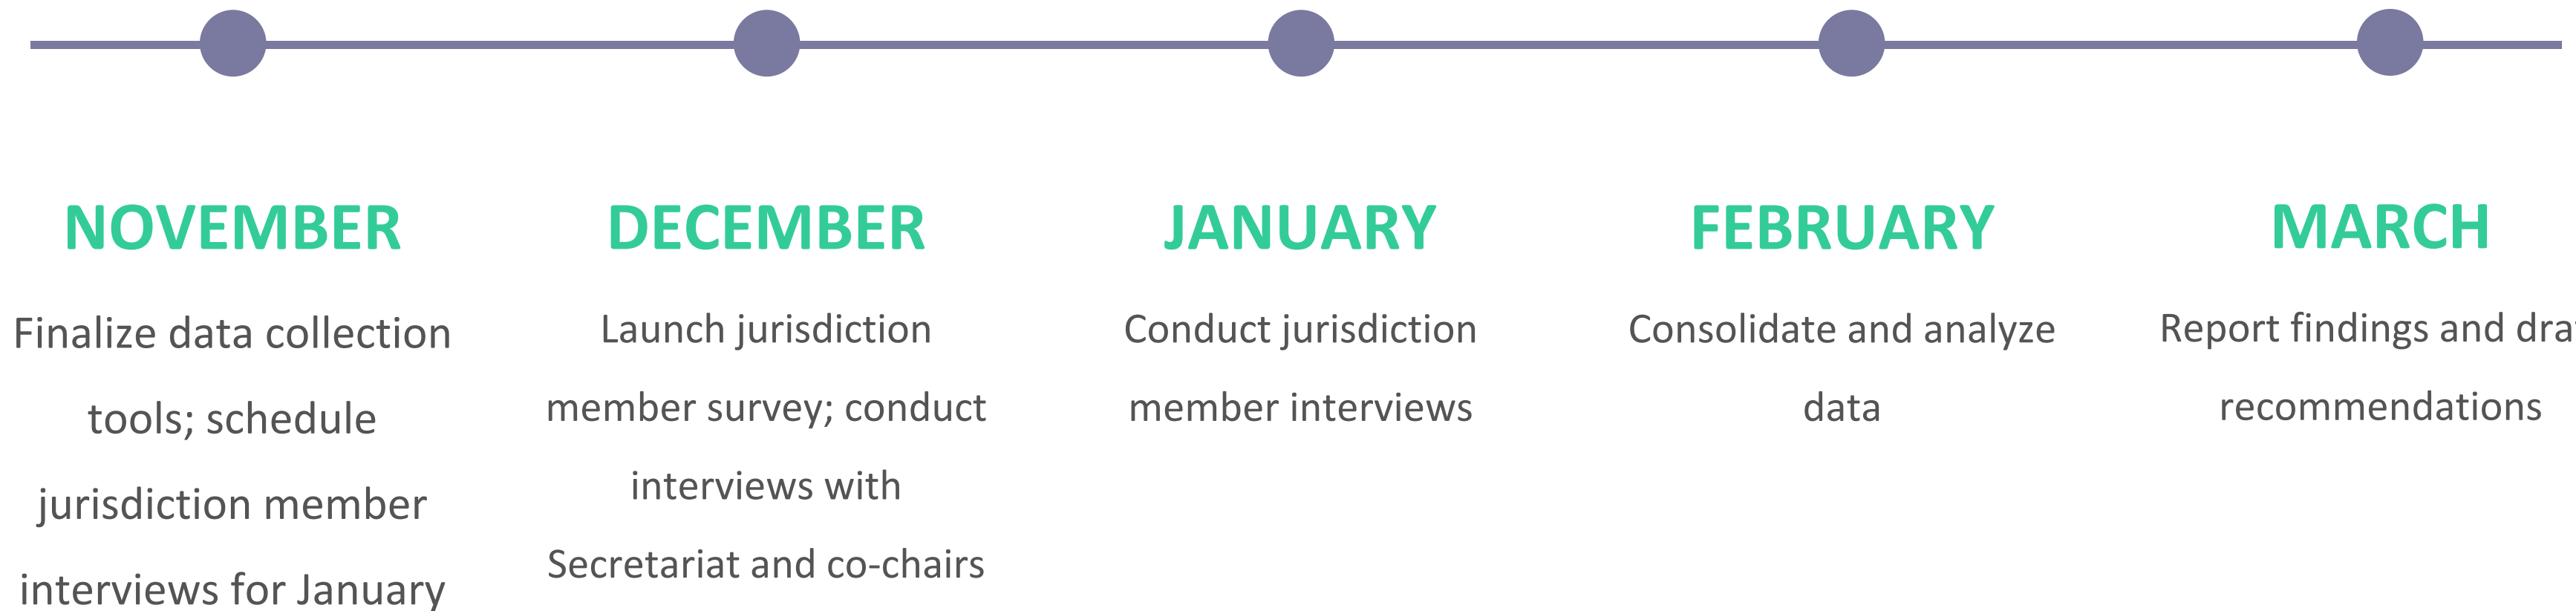 NOVEMBER
Finalize data collection
tools; schedule
jurisdiction member
interviews for January
DECEMBER
Launch jurisdiction
member survey; conduct
interviews with
Secretariat and co-chairs
JANUARY
Conduct jurisdiction
member interviews
FEBRUARY
Consolidate and analyze
data
MARCH
Report findings and
recommendations